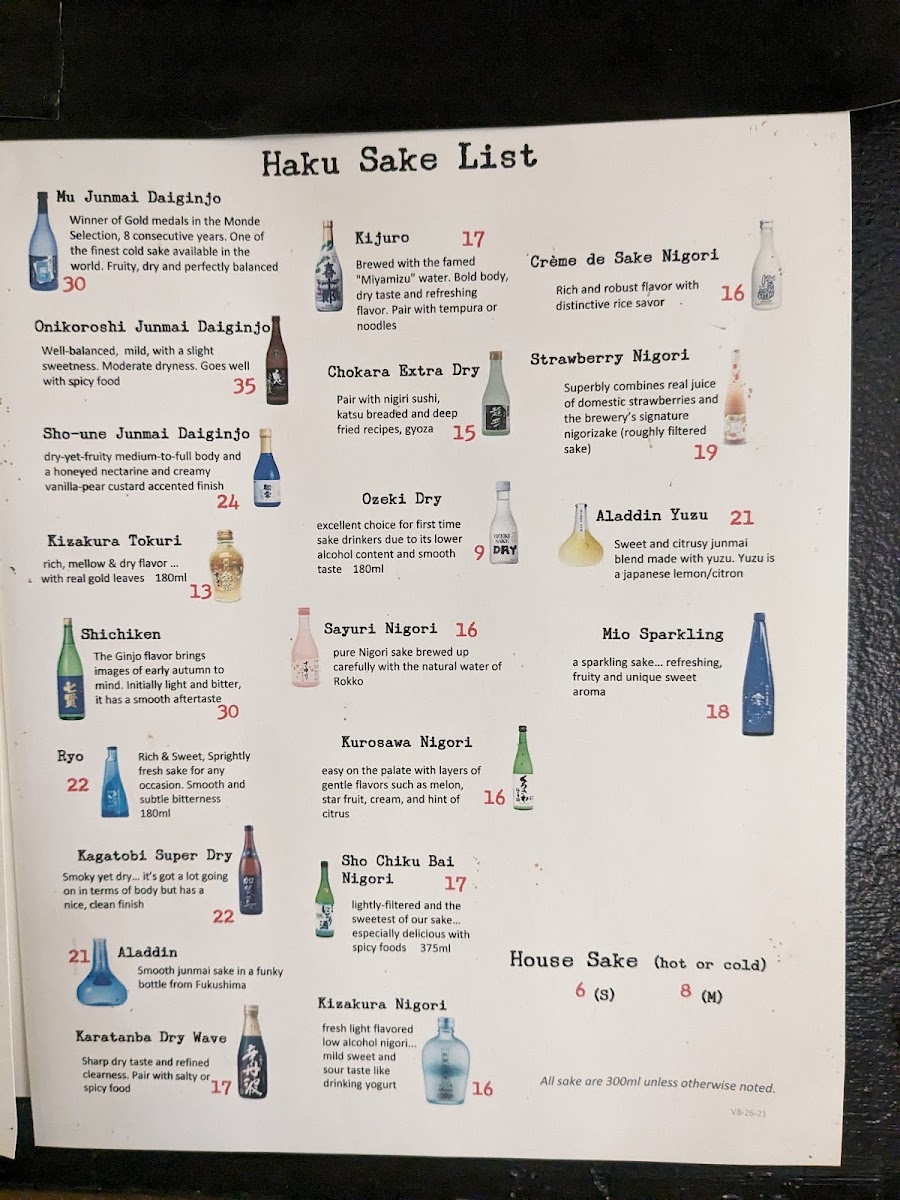 Haku Sake List
Mu Junmai Daiginjo
Winner of Gold medals in the Monde
Selection, 8 consecutive years. One of
the finest cold sake available in the
world. Fruity, dry and perfectly balanced
30
Onikoroshi Junmai Daiginjo
Well-balanced, mild, with a slight
sweetness. Moderate dryness. Goes well
with spicy food
35
Sho-une Junmai Daiginjo
dry-yet-fruity medium-to-full body and
a honeyed nectarine and creamy
vanilla-pear custard accented finish
24
Kizakura Tokuri
rich, mellow & dry flavor ...
with real gold leaves 180ml
13
Shichiken
The Ginjo flavor brings
images of early autumn to
mind. Initially light and bitter,
it has a smooth aftertaste
30
七賢
Ryo
22
Rich & Sweet, Sprightly
fresh sake for any
occasion. Smooth and
subtle bitterness
180ml
Kagatobi Super Dry
Smoky yet dry... it's got a lot going
on in terms of body but has a
nice, clean finish
22
Aladdin
21
Smooth junmai sake in a funky
bottle from Fukushima
Karatanba Dry Wave
Sharp dry taste and refined
clearness. Pair with salty or
spicy food
17
辛丹波
Kijuro 17
Brewed with the famed
"Miyamizu" water. Bold body,
dry taste and refreshing
flavor. Pair with tempura or
noodles
Chokara Extra Dry
Pair with nigiri sushi,
katsu breaded and deep
fried recipes, gyoza
15
Ozeki Dry
excellent choice for first time
sake drinkers due to its lower
alcohol content and smooth
taste 180ml
9
DRY
Sayuri Nigori 16
pure Nigori sake brewed up
carefully with the natural water of
Rokko
さゆり
Kurosawa Nigori
easy on the palate with layers of
gentle flavors such as melon,
star fruit, cream, and hint of
citrus
16
くろさわ
Sho Chiku Bai
Nigori 17
lightly-filtered and the
sweetest of our sake...
especially delicious with
spicy foods 375ml
Kizakura Nigori
fresh light flavored
low alcohol nigori...
mild sweet and
sour taste like
drinking yogurt
16
Crème de Sake Nigori
Rich and robust flavor with
distinctive rice savor
16
Strawberry Nigori
Superbly combines real juice
of domestic strawberries and
the brewery's signature
nigorizake (roughly filtered
sake)
19
Aladdin Yuzu 21
Sweet and citrusy junmai
blend made with yuzu. Yuzu is
a japanese lemon/citron
Mio Sparkling
a sparkling sake... refreshing,
fruity and unique sweet
aroma
18
House Sake (hot or cold)
6 (S) 8 (M)
All sake are 300ml unless otherwise noted.
V8-26-21